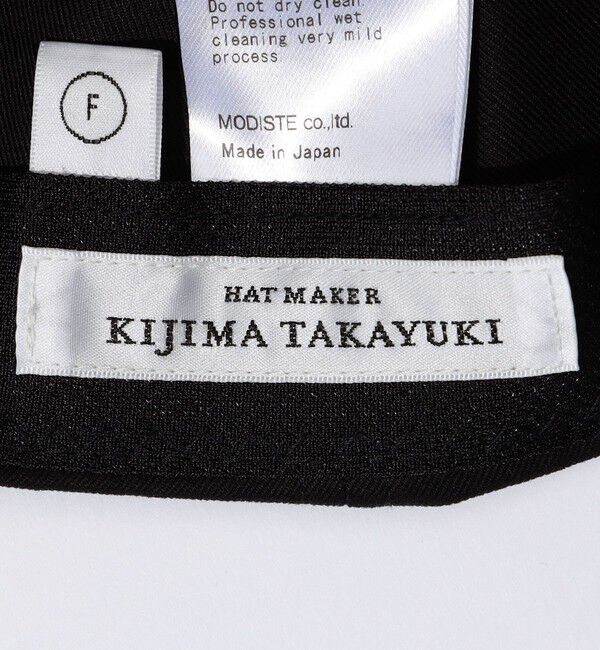 Do not dry clean.
Professional wet
cleaning very mild
process.
MODISTE co.,ltd.
Made in Japan
F
HAT MAKER
KIJIMA TAKAYUKI